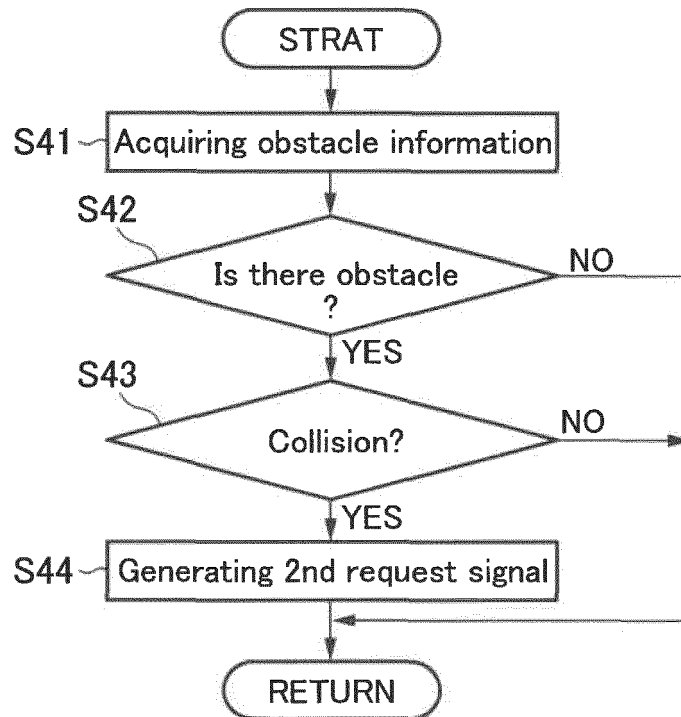 STRAT
S41
Acquiring obstacle information
S42
Is there obstacle
?
NO
YES
S43
Collision?
NO
YES
S44
Generating 2nd request signal
RETURN